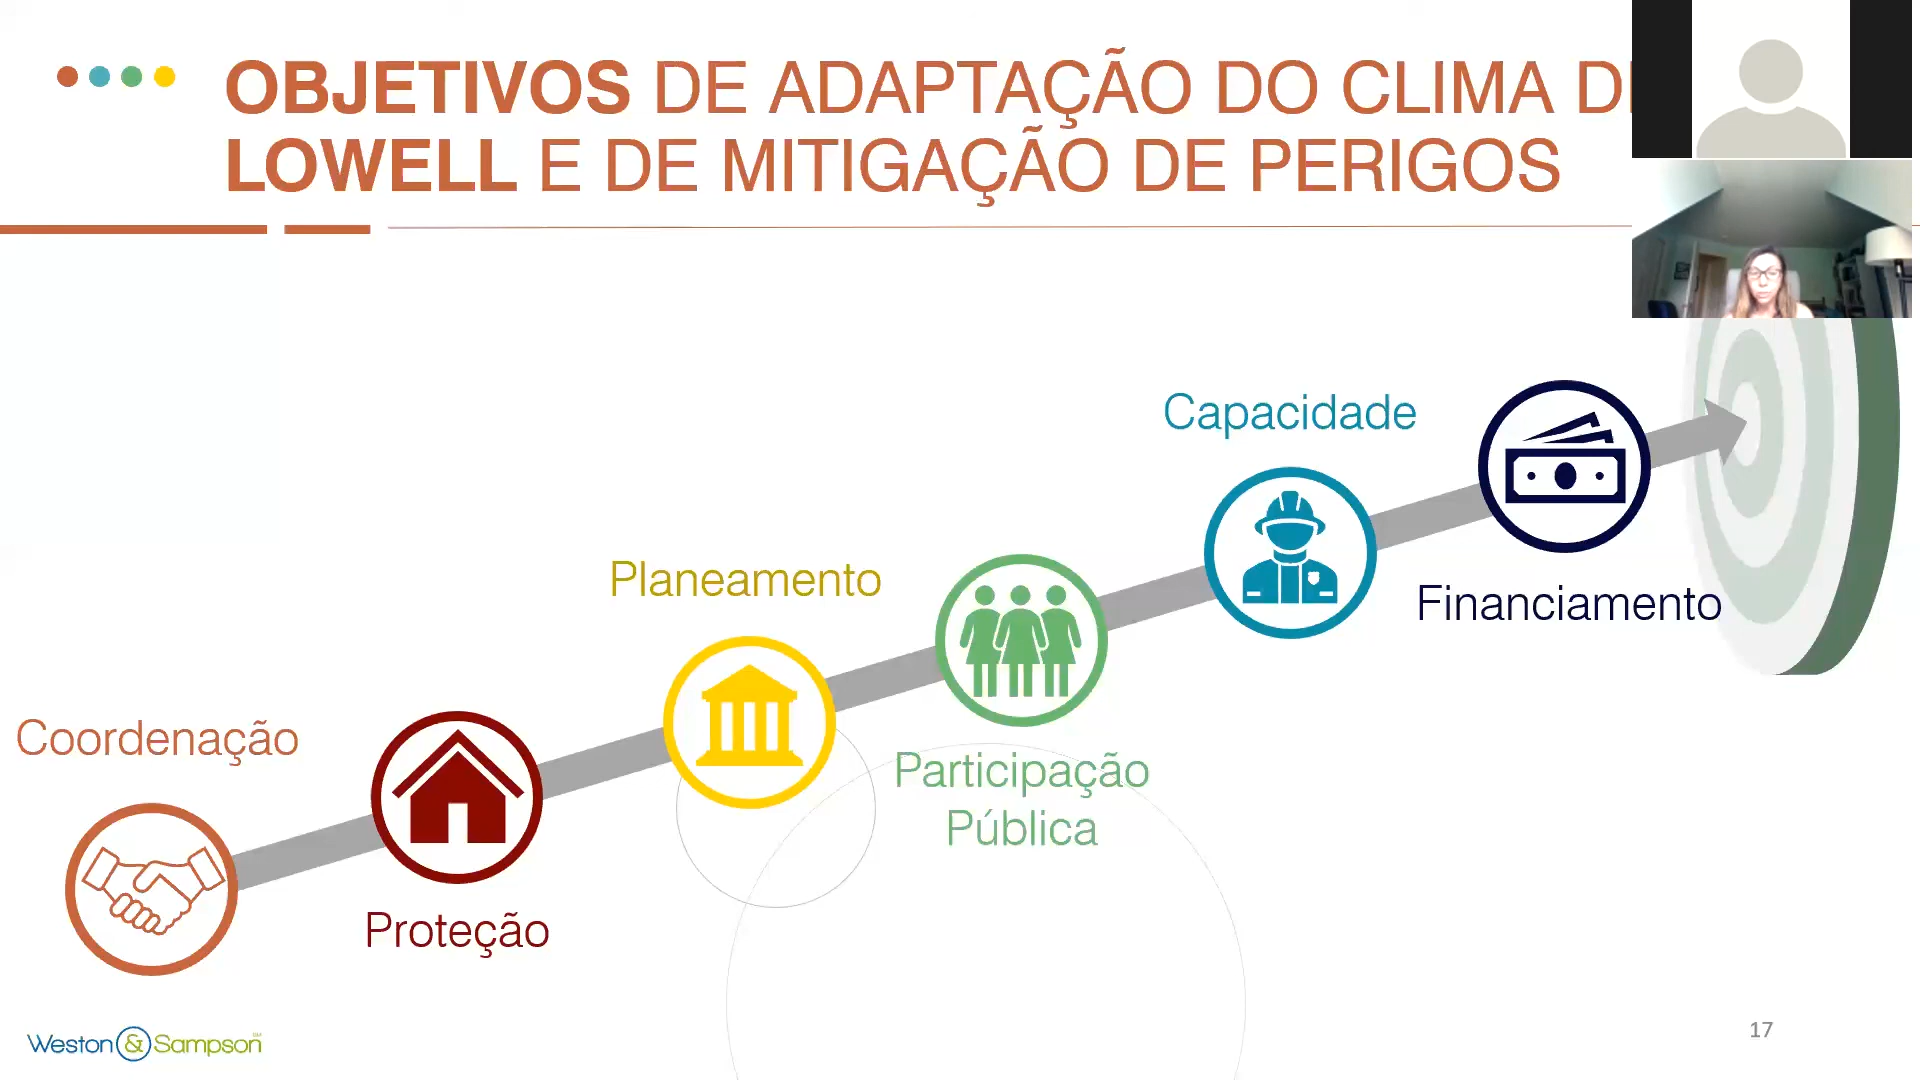 OBJETIVOS DE ADAPTAÇÃO DO CLIMA
LOWELL E DE MITIGAÇÃO DE PERIGOS
Capacidade
Planeamento
Financiamento
Coordenação
Participação
Pública
Proteção
Weston & Sampson
17